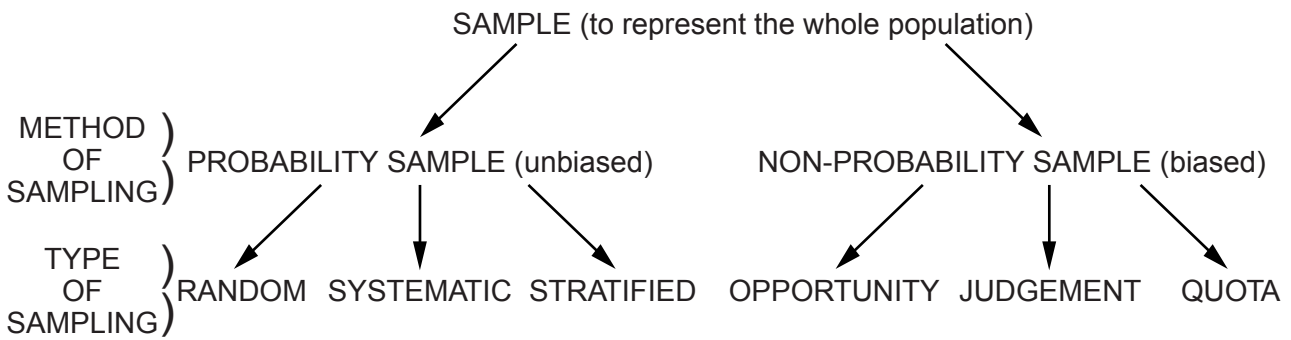 SAMPLE (to represent the whole population)
METHOD
OF
SAMPLING
PROBABILITY SAMPLE (unbiased)
NON-PROBABILITY SAMPLE (biased)
TYPE
OF
SAMPLING
RANDOM SYSTEMATIC STRATIFIED OPPORTUNITY JUDGEMENT QUOTA